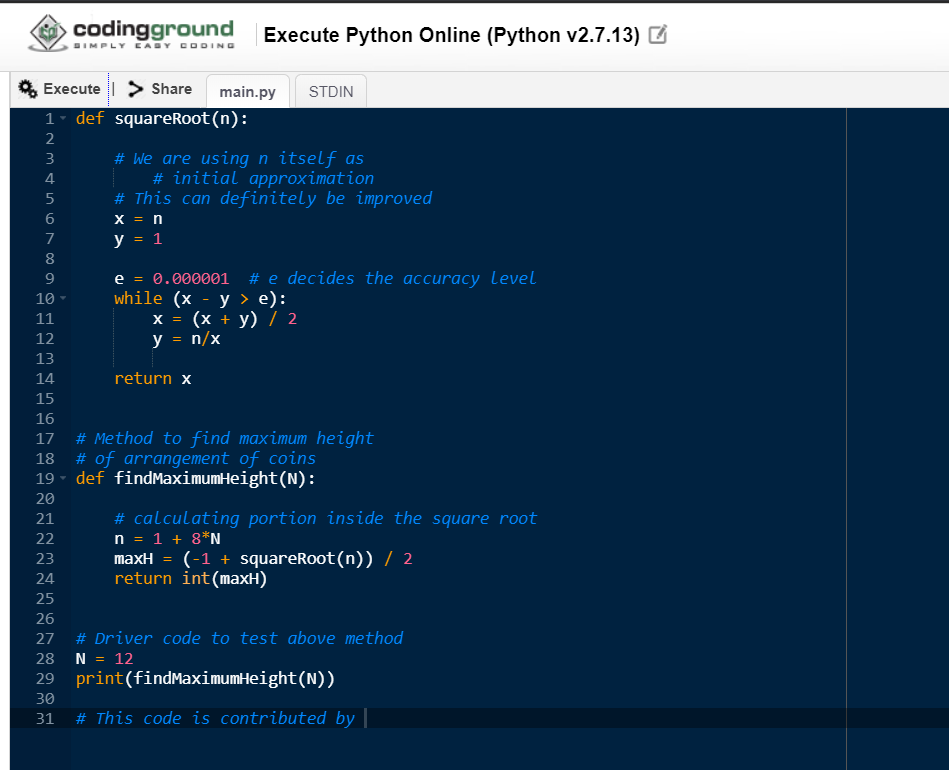 codingground
SIMPLY EASY CODING
Execute Python Online (Python v2.7.13)
Execute | Share main.py STDIN
1 def squareRoot(n):
2
3     # We are using n itself as
4         # initial approximation
5     # This can definitely be improved
6     x = n
7     y = 1
8
9     e = 0.000001  # e decides the accuracy level
10     while (x - y > e):
11         x = (x + y) / 2
12         y = n/x
13
14     return x
15
16
17 # Method to find maximum height
18 # of arrangement of coins
19 def findMaximumHeight(N):
20
21     # calculating portion inside the square root
22     n = 1 + 8*N
23     maxH = (-1 + squareRoot(n)) / 2
24     return int(maxH)
25
26
27 # Driver code to test above method
28 N = 12
29 print(findMaximumHeight(N))
30
31 # This code is contributed by